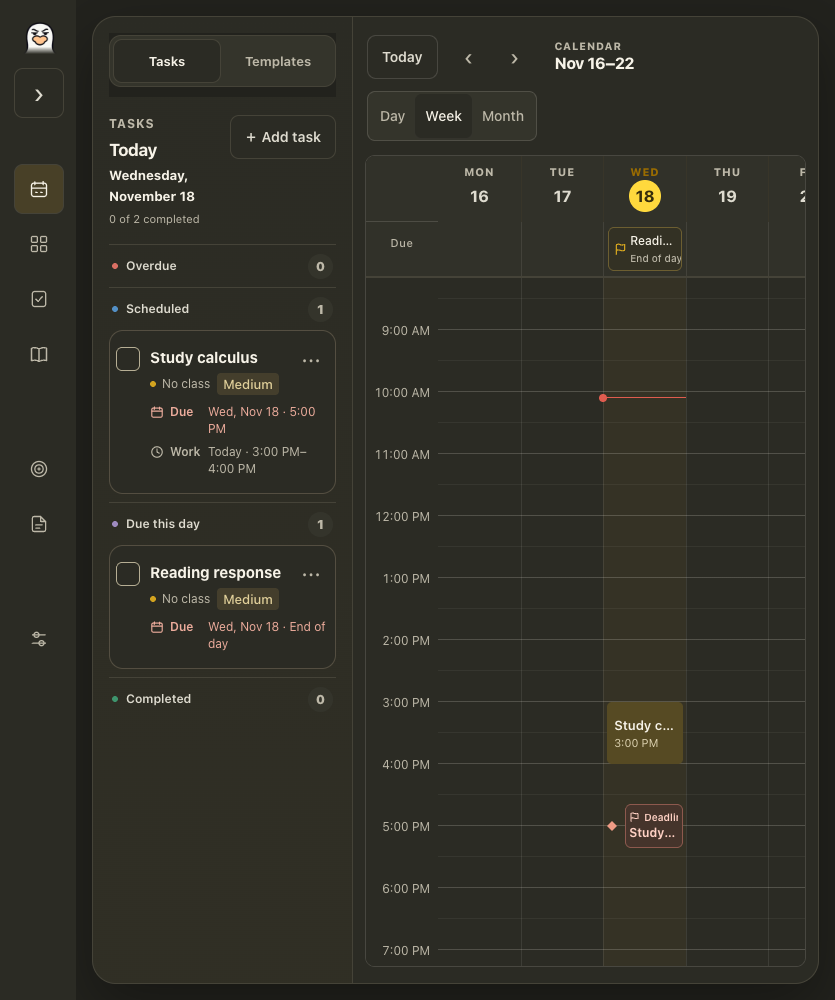 Tasks
Templates
TASKS
Today
Wednesday,
November 18
0 of 2 completed
+ Add task
Overdue 0
Scheduled 1
Study calculus
No class Medium
Due Wed, Nov 18 · 5:00
PM
Work Today · 3:00 PM–
4:00 PM
Due this day 1
Reading response
No class Medium
Due Wed, Nov 18 · End of
day
Completed 0
Today
CALENDAR
Nov 16–22
Day Week Month
MON TUE WED THU F
16 17 18 19 2
Due
Readi...
End of day
9:00 AM
10:00 AM
11:00 AM
12:00 PM
1:00 PM
2:00 PM
3:00 PM
Study c...
3:00 PM
4:00 PM
Deadli
5:00 PM
Study...
6:00 PM
7:00 PM